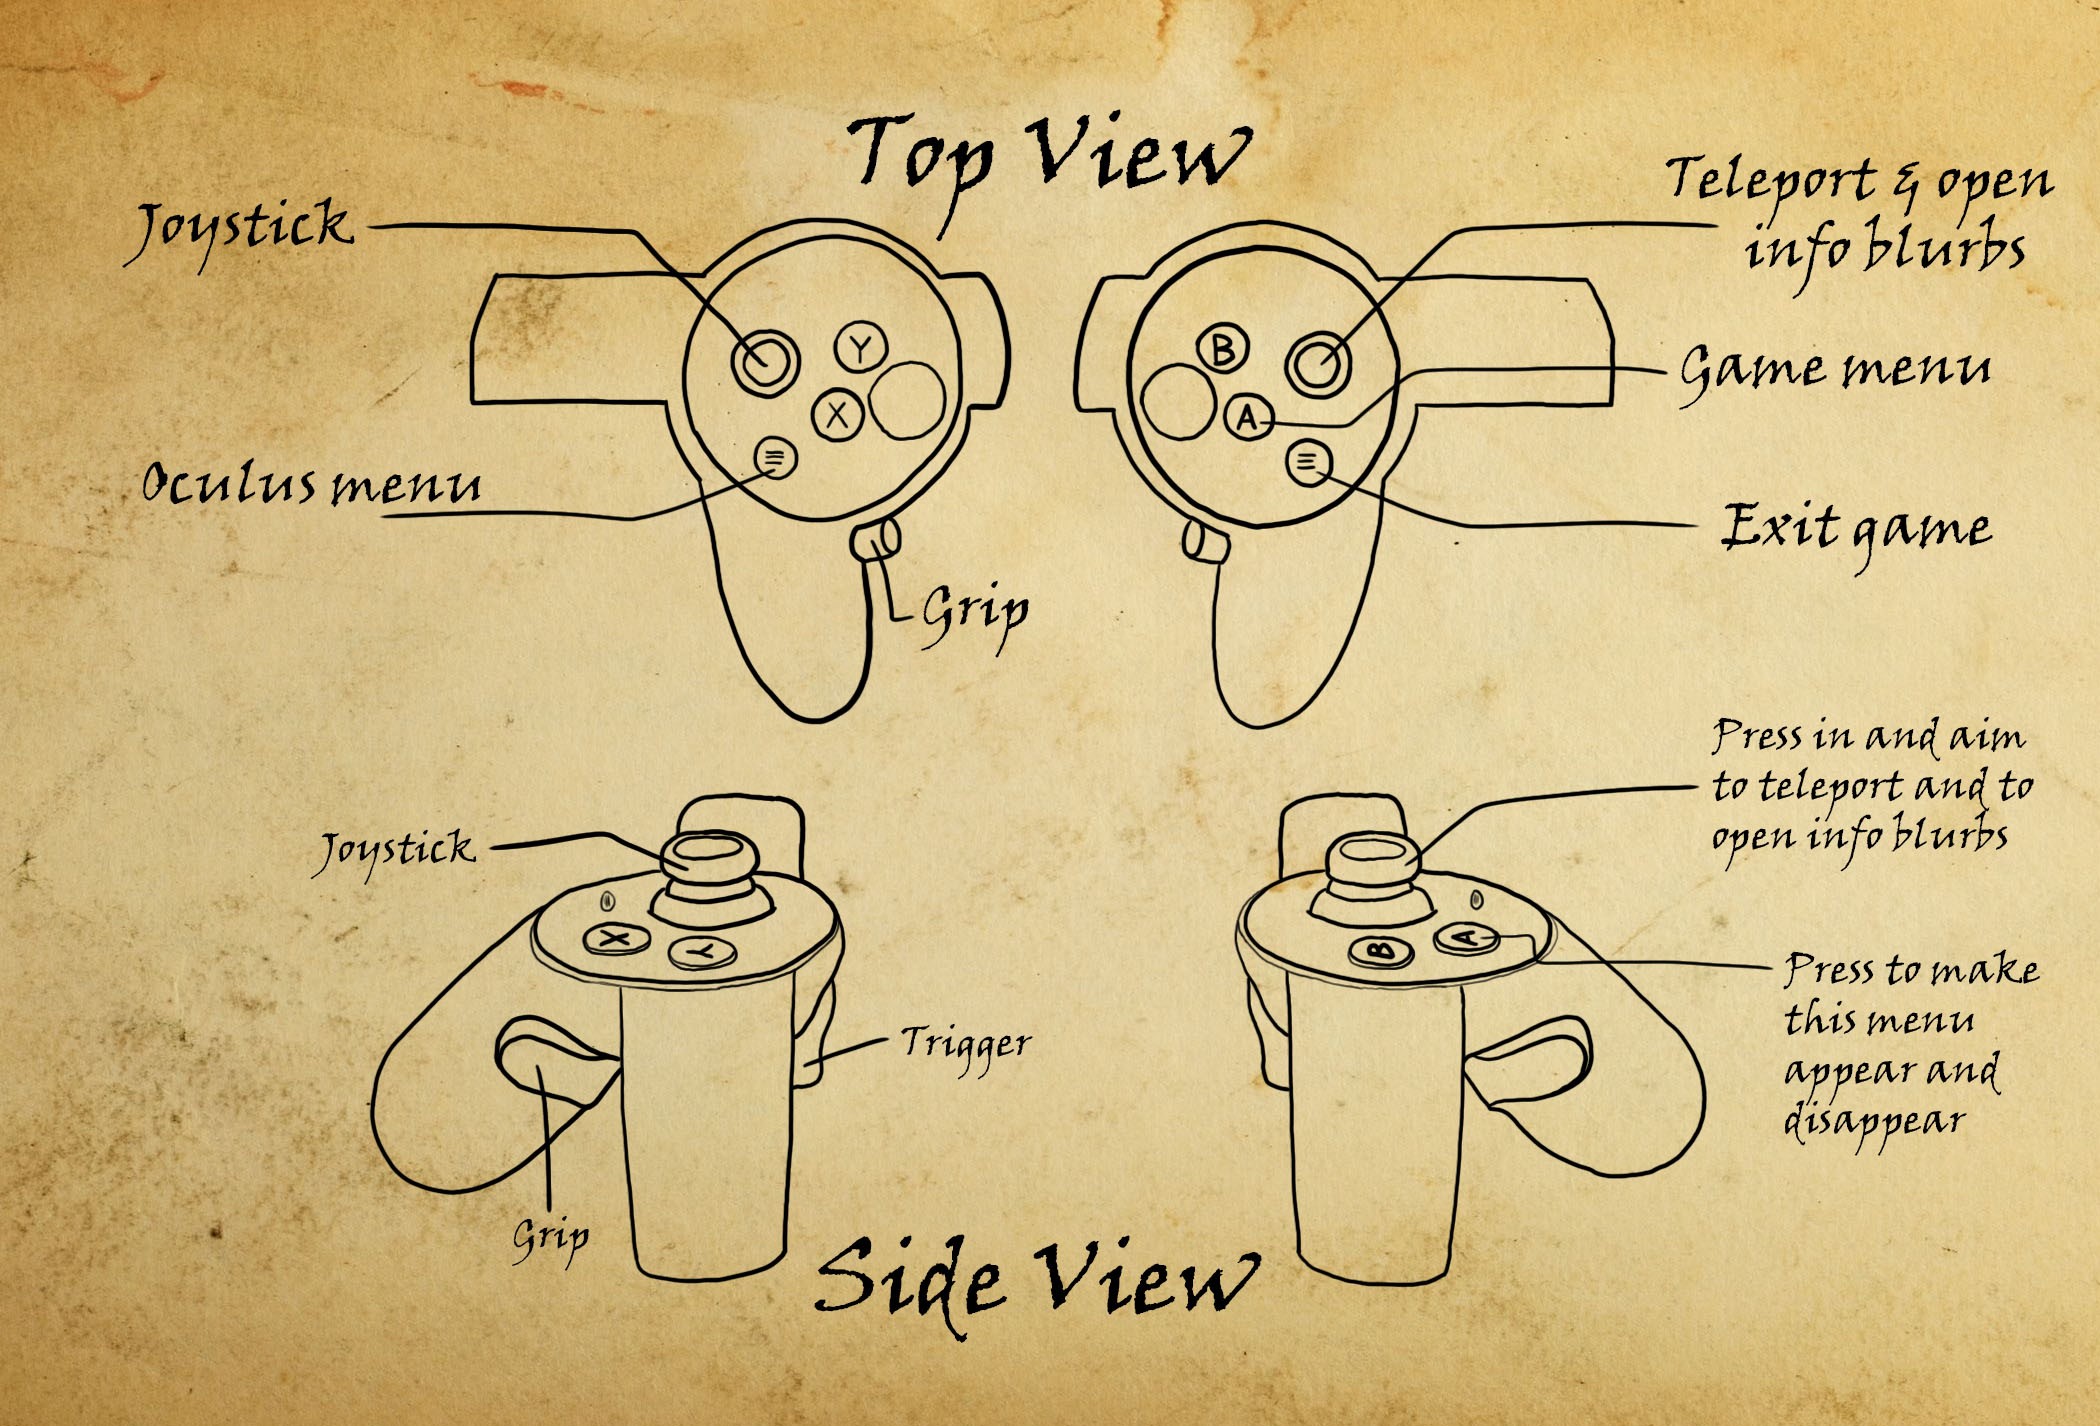 Top View
Joystick
Teleport & open
info blurbs
Y
B
Game menu
X
A
Oculus menu
Exit game
Grip
Press in and aim
to teleport and to
open info blurbs
Joystick
X
Y
B
A
Press to make
this menu
appear and
disappear
Trigger
Grip
Side View